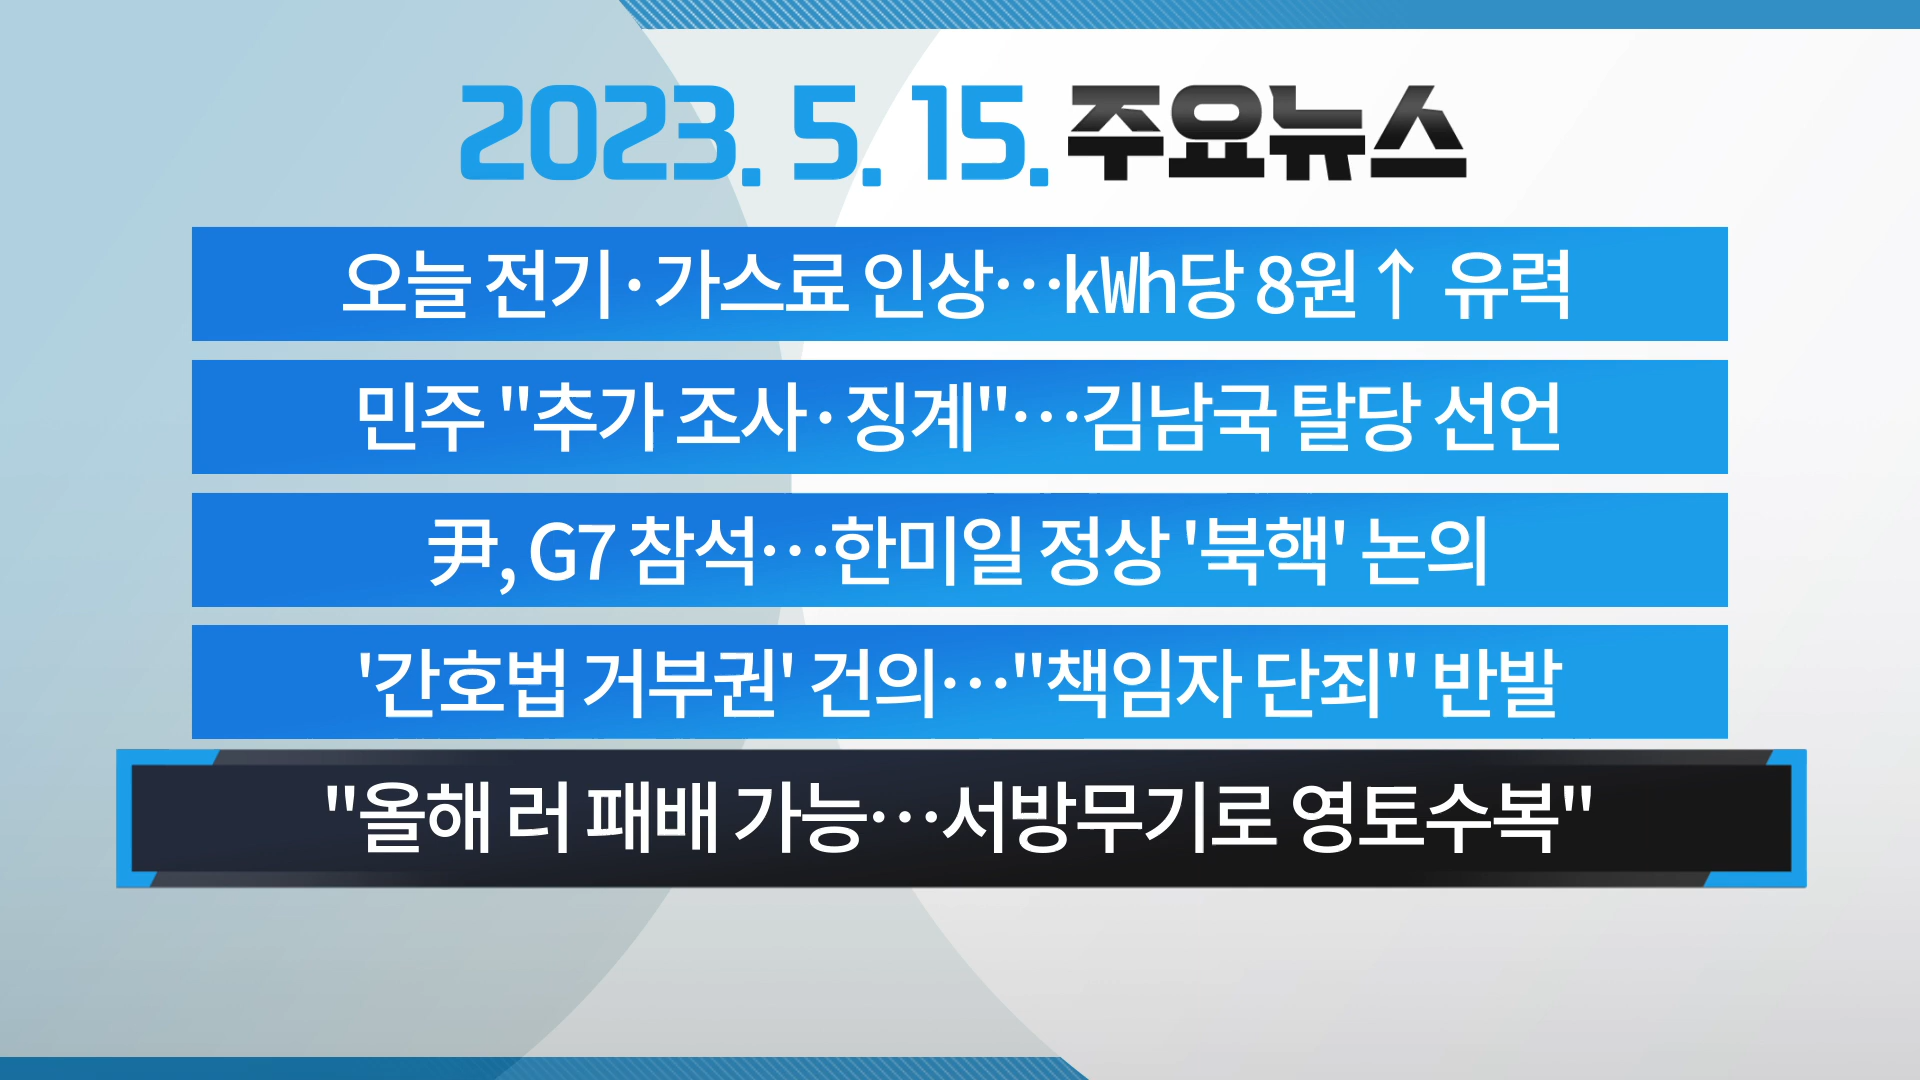 2023. 5. 15. 주요뉴스
오늘 전기·가스료 인상…kWh당 8원↑ 유력
민주 "추가 조사·징계"…김남국 탈당 선언
尹, G7 참석…한미일 정상 '북핵' 논의
'간호법 거부권' 건의…"책임자 단죄" 반발
"올해 러 패배 가능…서방무기로 영토수복"